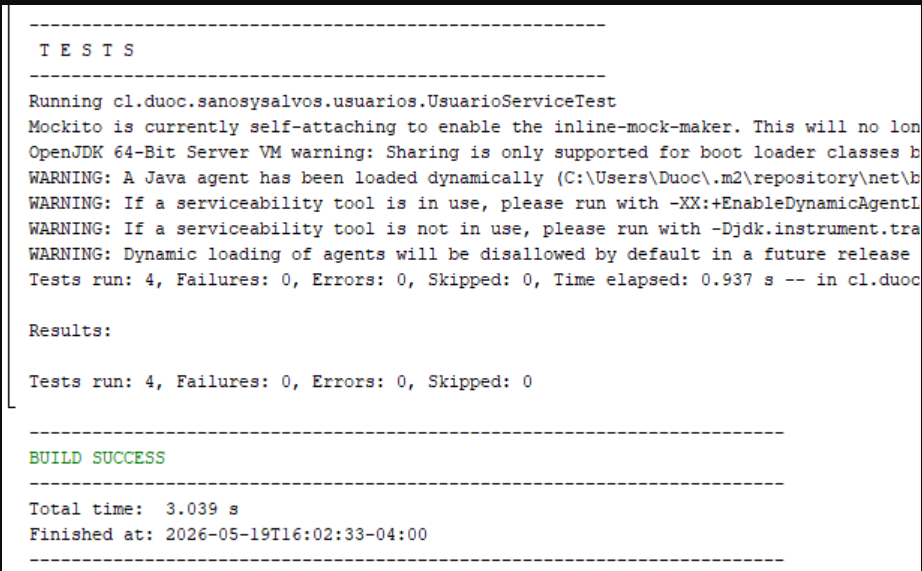 -------------------------------------------------------
T E S T S
-------------------------------------------------------
Running cl.duoc.sanosysalvos.usuarios.UsuarioServiceTest
Mockito is currently self-attaching to enable the inline-mock-maker. This will no lon
OpenJDK 64-Bit Server VM warning: Sharing is only supported for boot loader classes b
WARNING: A Java agent has been loaded dynamically (C:\Users\Duoc\.m2\repository\net\b
WARNING: If a serviceability tool is in use, please run with -XX:+EnableDynamicAgentL
WARNING: If a serviceability tool is not in use, please run with -Djdk.instrument.tra
WARNING: Dynamic loading of agents will be disallowed by default in a future release
Tests run: 4, Failures: 0, Errors: 0, Skipped: 0, Time elapsed: 0.937 s -- in cl.duoc
Results:
Tests run: 4, Failures: 0, Errors: 0, Skipped: 0
------------------------------------------------------------------------
BUILD SUCCESS
------------------------------------------------------------------------
Total time:  3.039 s
Finished at: 2026-05-19T16:02:33-04:00
------------------------------------------------------------------------